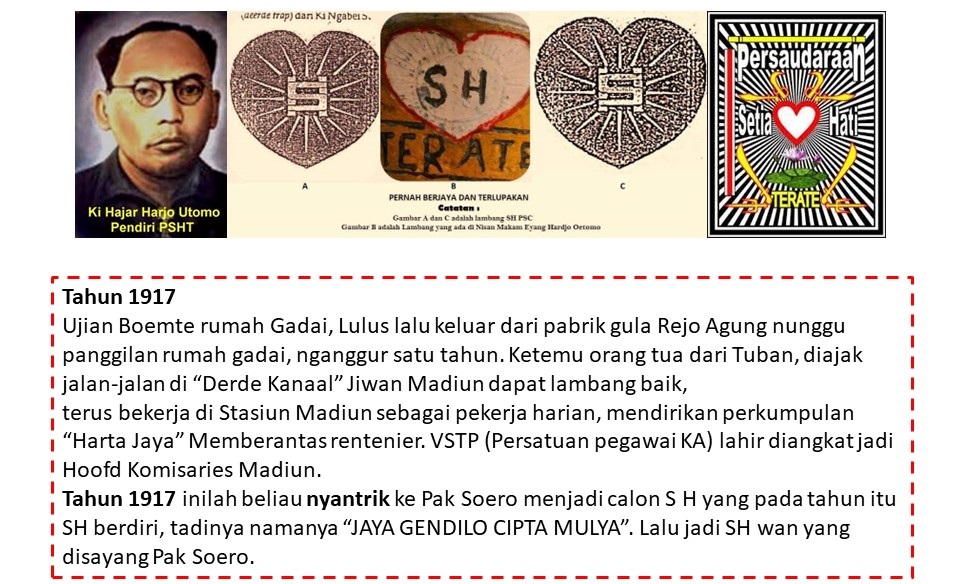 (derde trap) dari Ki Ngabei S.
Ki Hajar Harjo Utomo
Pendiri PSHT
S
A
S H
TERATE
B
S
C
PERNAH BERJAYA DAN TERLUPAKAN
Catatan :
Gambar A dan C adalah lambang SH PSC
Gambar B adalah Lambang yang ada di Nisan Makam Eyang Hardjo Oetomo
Persaudaraan
Setia Hati
TERATE
Tahun 1917
Ujian Boemte rumah Gadai, Lulus lalu keluar dari pabrik gula Rejo Agung nunggu
panggilan rumah gadai, nganggur satu tahun. Ketemu orang tua dari Tuban, diajak
jalan-jalan di “Derde Kanaal” Jiwan Madiun dapat lambang baik,
terus bekerja di Stasiun Madiun sebagai pekerja harian, mendirikan perkumpulan
“Harta Jaya” Memberantas rentenier. VSTP (Persatuan pegawai KA) lahir diangkat jadi
Hoofd Komisaries Madiun.
Tahun 1917 inilah beliau nyantrik ke Pak Soero menjadi calon S H yang pada tahun itu
SH berdiri, tadinya namanya “JAYA GENDILO CIPTA MULYA”. Lalu jadi SH wan yang
disayang Pak Soero.